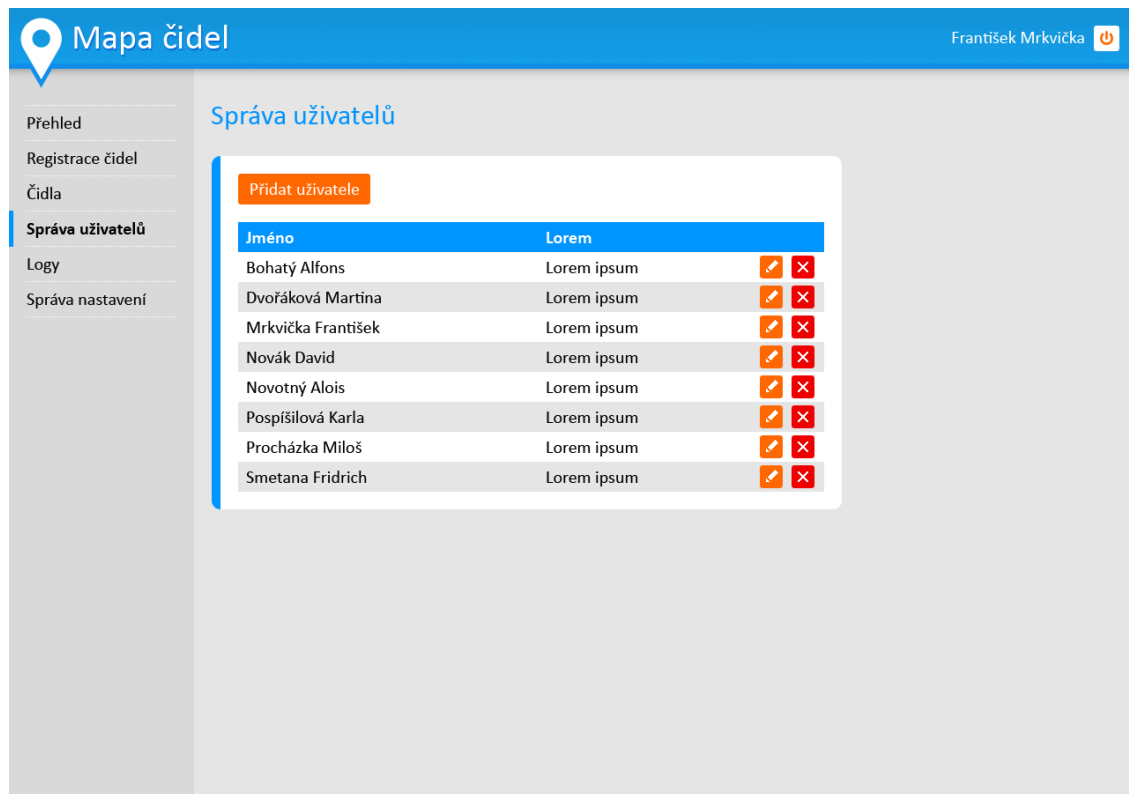 Mapa čidel
František Mrkvička
Přehled
Registrace čidel
Čidla
Správa uživatelů
Logy
Správa nastavení
Správa uživatelů
Přidat uživatele
Jméno Lorem
Bohatý Alfons Lorem ipsum
Dvořáková Martina Lorem ipsum
Mrkvička František Lorem ipsum
Novák David Lorem ipsum
Novotný Alois Lorem ipsum
Pospíšilová Karla Lorem ipsum
Procházka Miloš Lorem ipsum
Smetana Fridrich Lorem ipsum